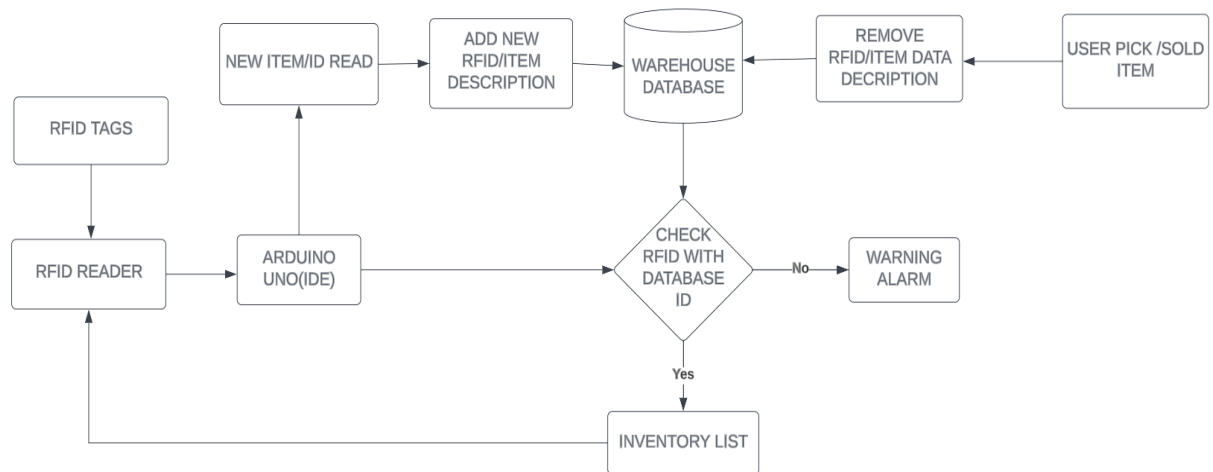 NEW ITEM/ID READ
ADD NEW
RFID/ITEM
DESCRIPTION
WAREHOUSE
DATABASE
REMOVE
RFID/ITEM DATA
DECRIPTION
USER PICK /SOLD
ITEM
RFID TAGS
RFID READER
ARDUINO
UNO(IDE)
CHECK
RFID WITH
DATABASE
ID
No
WARNING
ALARM
Yes
INVENTORY LIST